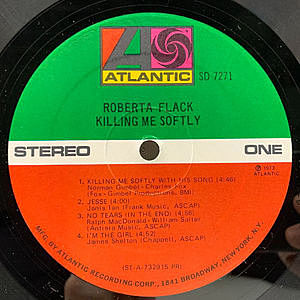 ATLANTIC
SD 7271
ROBERTA FLACK
KILLING ME SOFTLY
STEREO
ONE
1. KILLING ME SOFTLY WITH HIS SONG (4:46)
Norman Gimbel-Charles Fox
(Fox-Gimbel Productions, BMI)
℗ 1973
ATLANTIC
2. JESSE (4:00)
Janis Ian (Frank Music, ASCAP)
3. NO TEARS (IN THE END) (4:56)
Ralph MacDonald-William Salter
(Antisia Music, ASCAP)
4. I'M THE GIRL (4:52)
James Shelton (Chappell, ASCAP)
(ST-A-732915 PR)
MFG. BY ATLANTIC RECORDING CORP., 1841 BROADWAY, NEW YORK, N.Y.